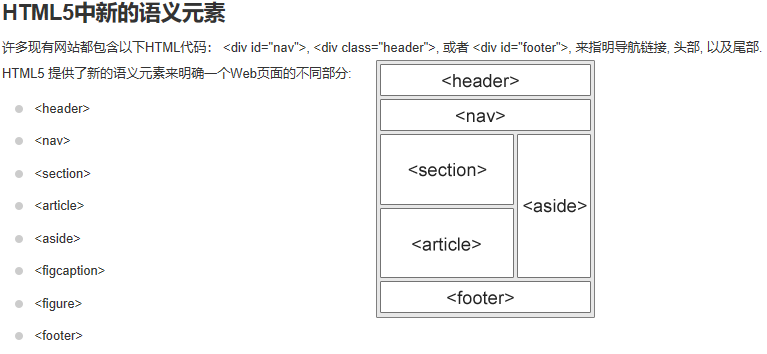 HTML5中新的语义元素
许多现有网站都包含以下HTML代码： <div id="nav">, <div class="header">, 或者 <div id="footer">, 来指明导航链接, 头部, 以及尾部.
HTML5 提供了新的语义元素来明确一个Web页面的不同部分:
<header>
<nav>
<section>
<article>
<aside>
<figcaption>
<figure>
<footer>
<header>
<nav>
<section>
<aside>
<article>
<footer>